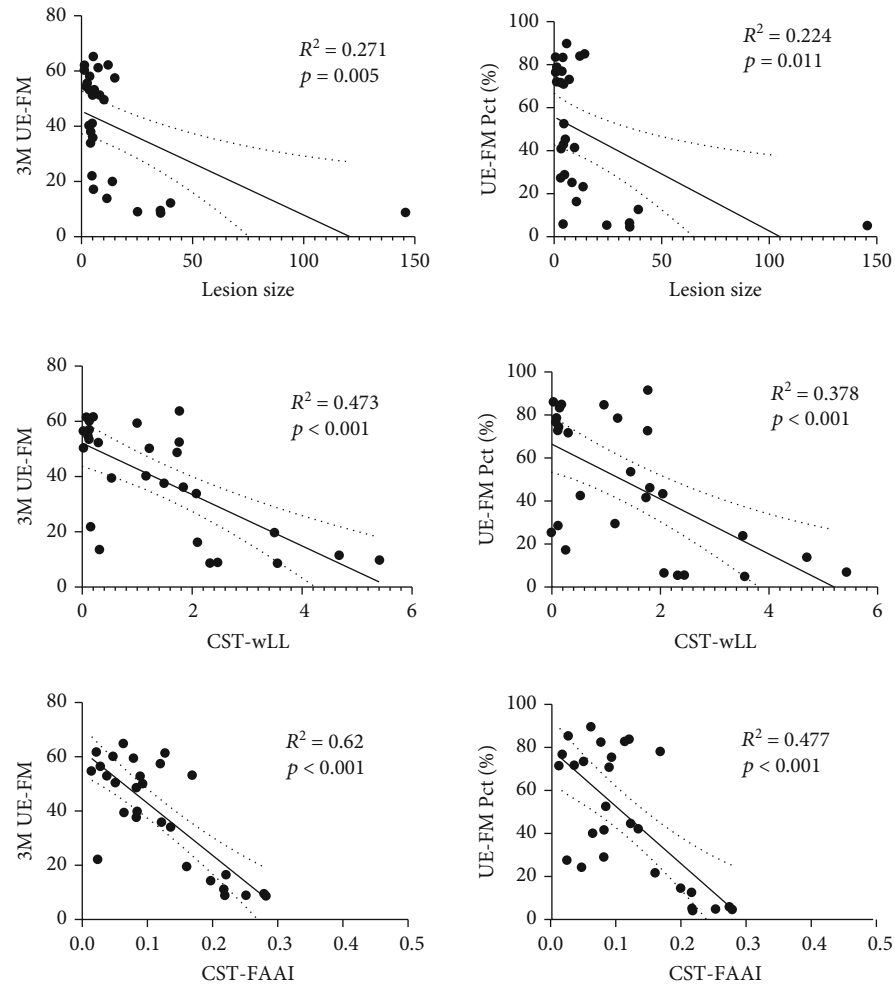 80
60
40
20
0
3M UE-FM
R² = 0.271
p = 0.005
0 50 100 150
Lesion size
100
80
60
40
20
0
UE-FM Pct (%)
R² = 0.224
p = 0.011
0 50 100 150
Lesion size
80
60
40
20
0
3M UE-FM
R² = 0.473
p < 0.001
0 2 4 6
CST-wLL
100
80
60
40
20
0
UE-FM Pct (%)
R² = 0.378
p < 0.001
0 2 4 6
CST-wLL
80
60
40
20
0
3M UE-FM
R² = 0.62
p < 0.001
0.0 0.1 0.2 0.3 0.4 0.5
CST-FAAI
100
80
60
40
20
0
UE-FM Pct (%)
R² = 0.477
p < 0.001
0.0 0.1 0.2 0.3 0.4 0.5
CST-FAAI